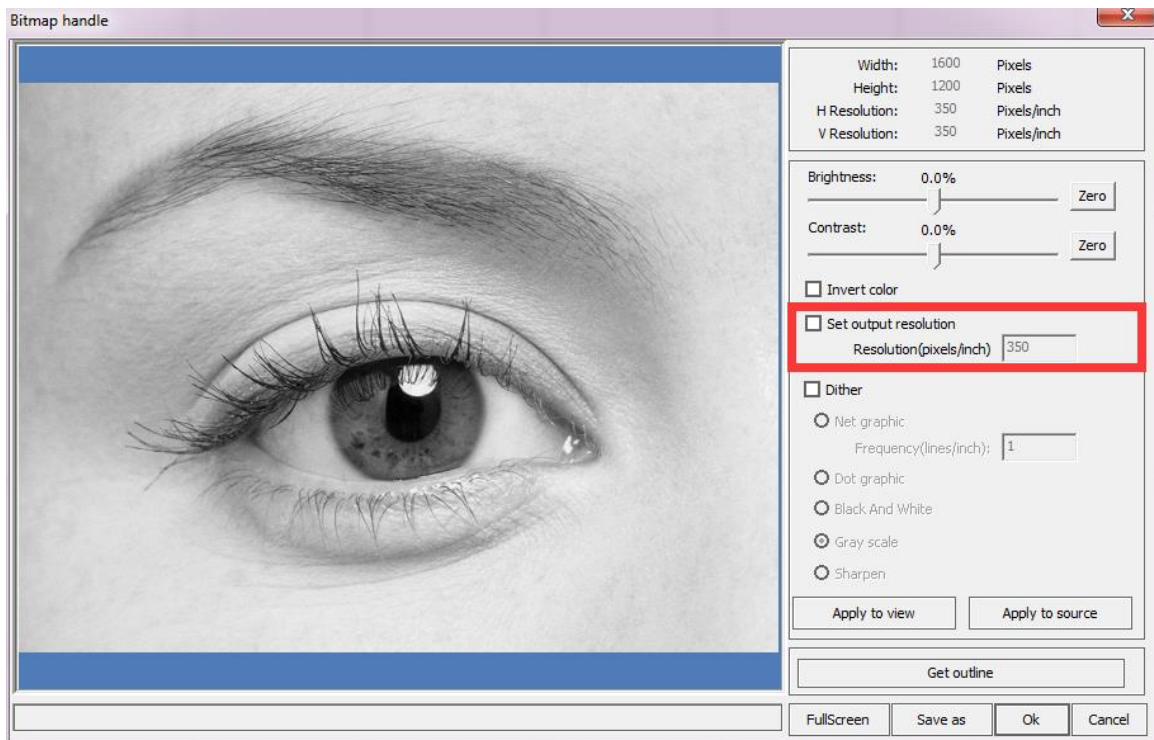 Bitmap handle
X
Width: 1600 Pixels
Height: 1200 Pixels
H Resolution: 350 Pixels/inch
V Resolution: 350 Pixels/inch
Brightness: 0.0%
Zero
Contrast: 0.0%
Zero
Invert color
Set output resolution
Resolution(pixels/inch) 350
Dither
Net graphic
Frequency(lines/inch): 1
Dot graphic
Black And White
Gray scale
Sharpen
Apply to view Apply to source
Get outline
FullScreen Save as Ok Cancel